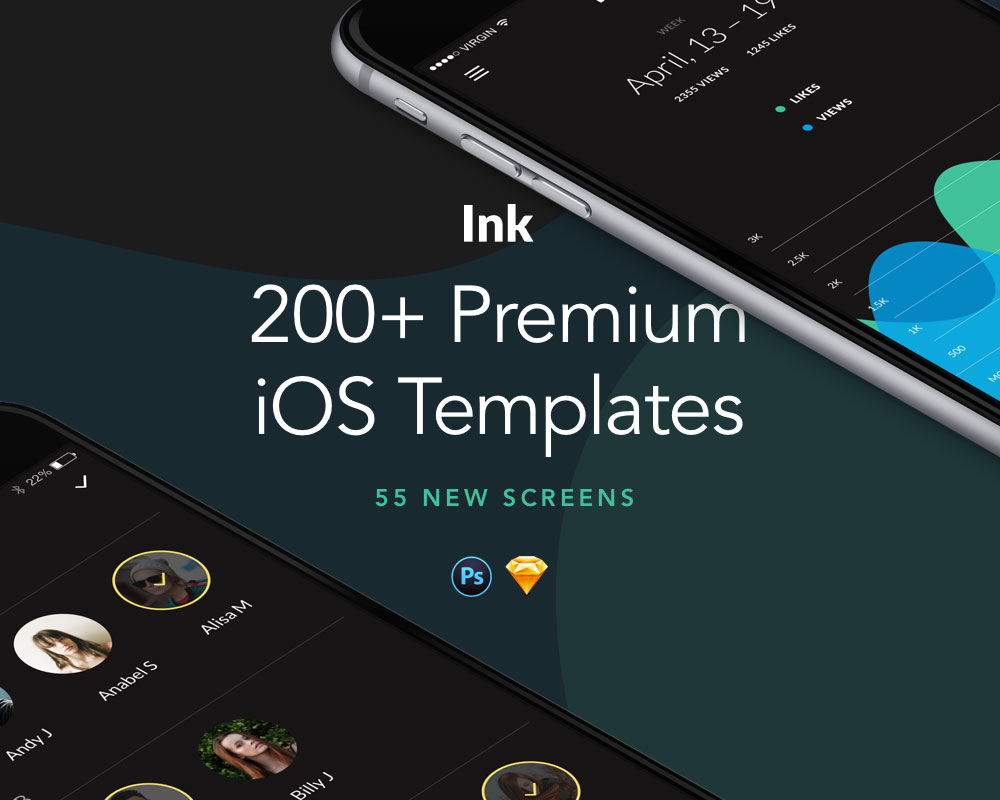 VIRGIN
WEEK
April, 13 – 19
2355 VIEWS
1245 LIKES
LIKES
VIEWS
3K
2.5K
2K
1.5K
1K
500
Ink
200+ Premium
iOS Templates
55 NEW SCREENS
Ps
22%
Alisa M
Anabel S
Andy J
Billy J